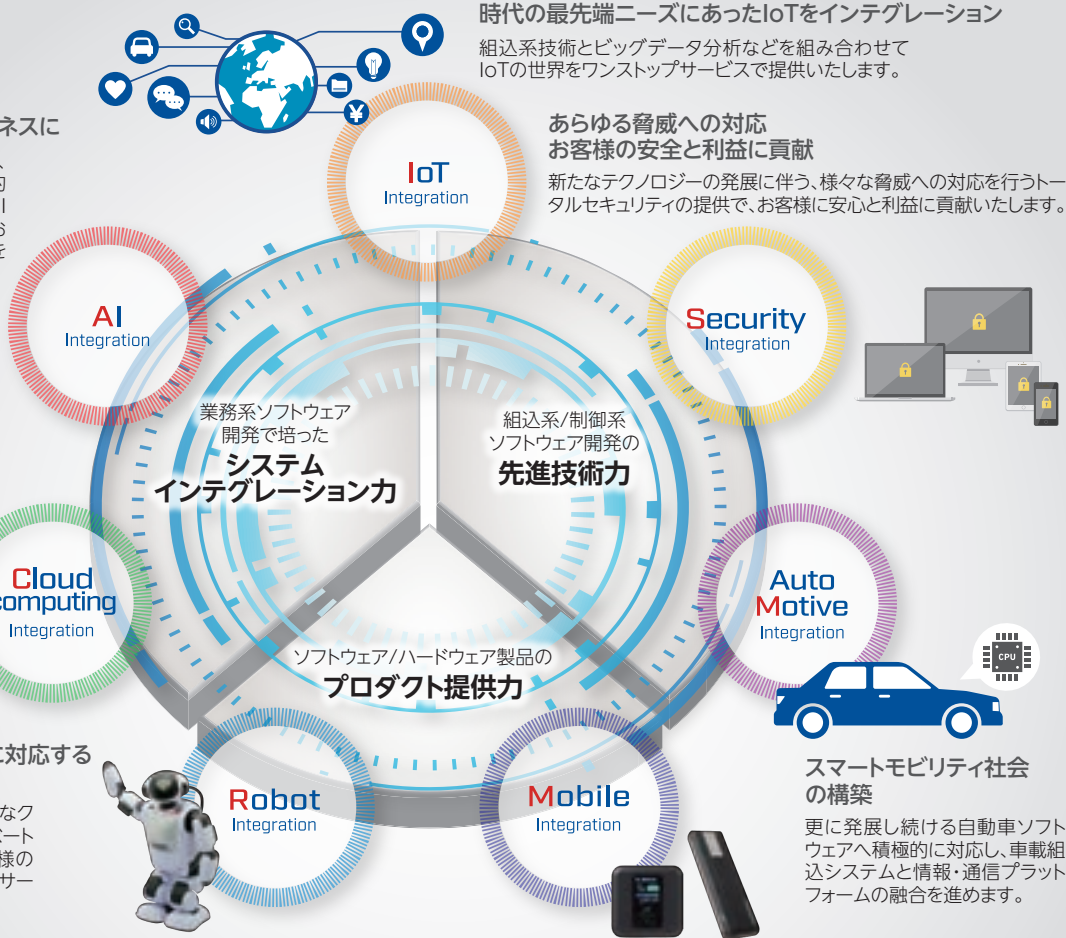 時代の最先端ニーズにあったIoTをインテグレーション
組込系技術とビッグデータ分析などを組み合わせて
IoTの世界をワンストップサービスで提供いたします。
¥
IoT
Integration
あらゆる脅威への対応
お客様の安全と利益に貢献
新たなテクノロジーの発展に伴う、様々な脅威への対応を行うトー
タルセキュリティの提供で、お客様に安心と利益に貢献いたします。
ネスに
、
的
I
お
を
AI
Integration
Security
Integration
業務系ソフトウェア
開発で培った
システム
インテグレーション力
組込系/制御系
ソフトウェア開発の
先進技術力
Cloud
computing
Integration
Auto
Motive
Integration
CPU
ソフトウェア/ハードウェア製品の
プロダクト提供力
に対応する
なク
ベート
様の
サー
Robot
Integration
Mobile
Integration
スマートモビリティ社会
の構築
更に発展し続ける自動車ソフト
ウェアへ積極的に対応し、車載組
込システムと情報・通信プラット
フォームの融合を進めます。